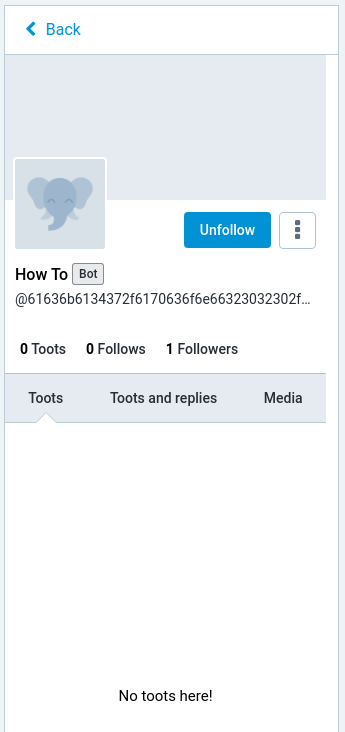 Back
Unfollow
How To Bot
@61636b6134372f6170636f6e66323032302f…
0 Toots 0 Follows 1 Followers
Toots Toots and replies Media
No toots here!